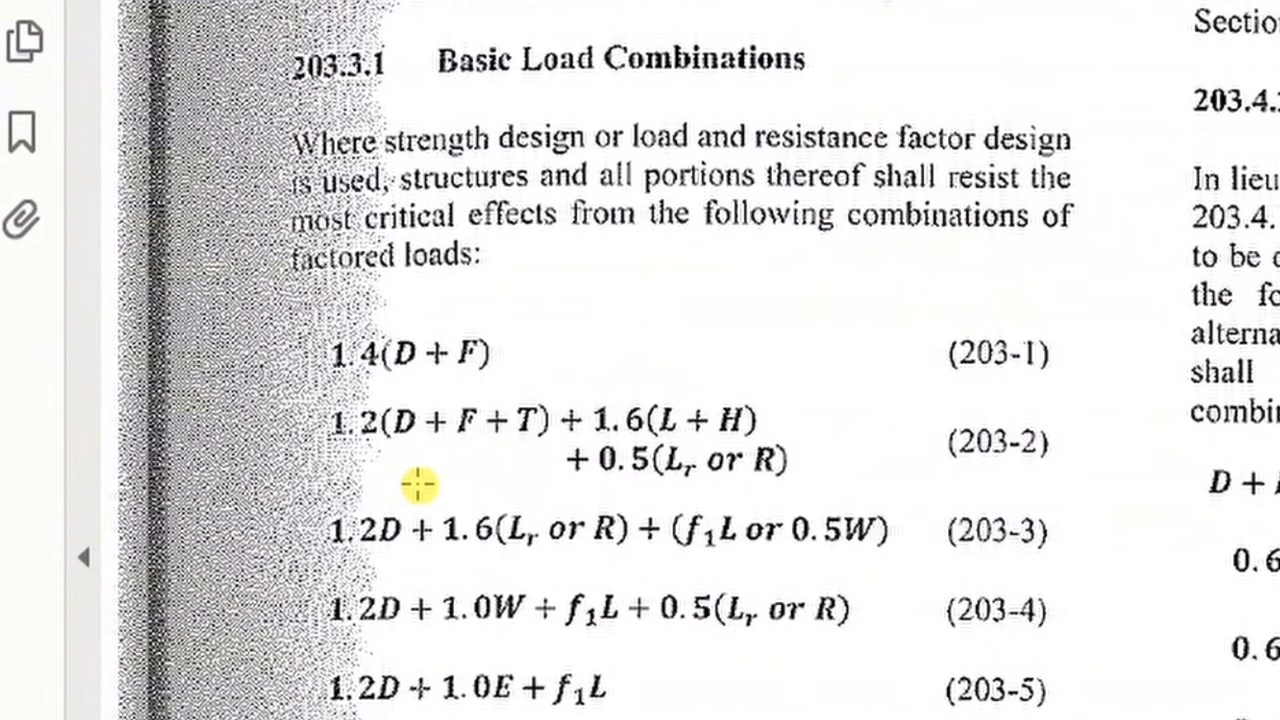 203.3.1 Basic Load Combinations
Where strength design or load and resistance factor design
is used, structures and all portions thereof shall resist the
most critical effects from the following combinations of
factored loads:
1.4(D + F) (203-1)
1.2(D + F + T) + 1.6(L + H)
+ 0.5(Lᵣ or R) (203-2)
1.2D + 1.6(Lᵣ or R) + (f₁L or 0.5W) (203-3)
1.2D + 1.0W + f₁L + 0.5(Lᵣ or R) (203-4)
1.2D + 1.0E + f₁L (203-5)
Sectio
203.4.
In lieu
203.4.
to be
the fo
alterna
shall
combin
D +
0.6
0.6